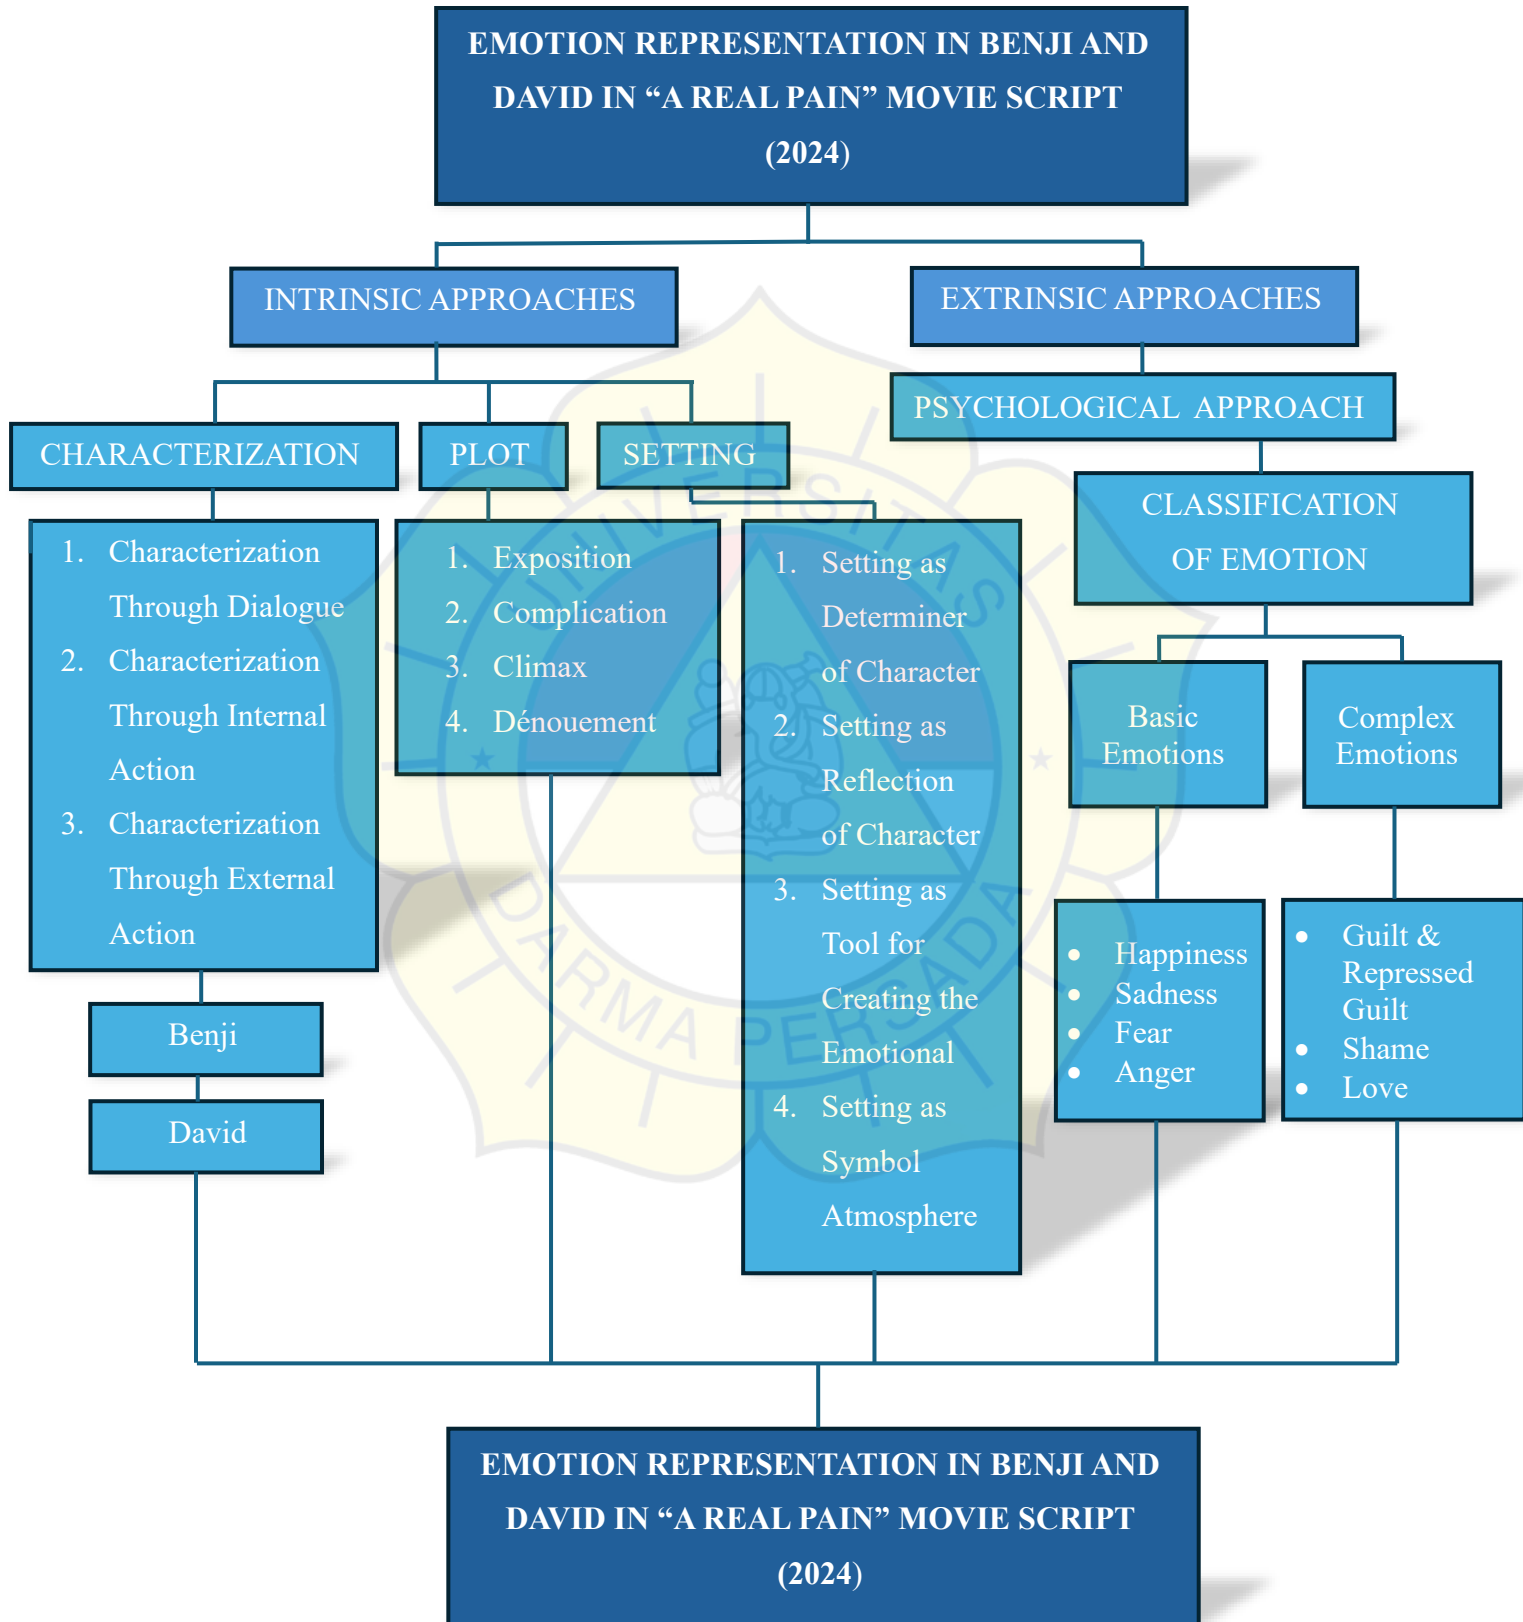 EMOTION REPRESENTATION IN BENJI AND
DAVID IN “A REAL PAIN” MOVIE SCRIPT
(2024)
INTRINSIC APPROACHES
EXTRINSIC APPROACHES
PSYCHOLOGICAL APPROACH
CHARACTERIZATION
PLOT
SETTING
CLASSIFICATION
OF EMOTION
1. Characterization
Through Dialogue
2. Characterization
Through Internal
Action
3. Characterization
Through External
Action
1. Exposition
2. Complication
3. Climax
4. Dénouement
1. Setting as
Determiner
of Character
2. Setting as
Reflection
of Character
3. Setting as
Tool for
Creating the
Emotional
4. Setting as
Symbol
Atmosphere
Basic
Emotions
Complex
Emotions
• Happiness
• Sadness
• Fear
• Anger
• Guilt &
Repressed
Guilt
• Shame
• Love
Benji
David
UNIVERSITAS
DARMA PERSADA
EMOTION REPRESENTATION IN BENJI AND
DAVID IN “A REAL PAIN” MOVIE SCRIPT
(2024)